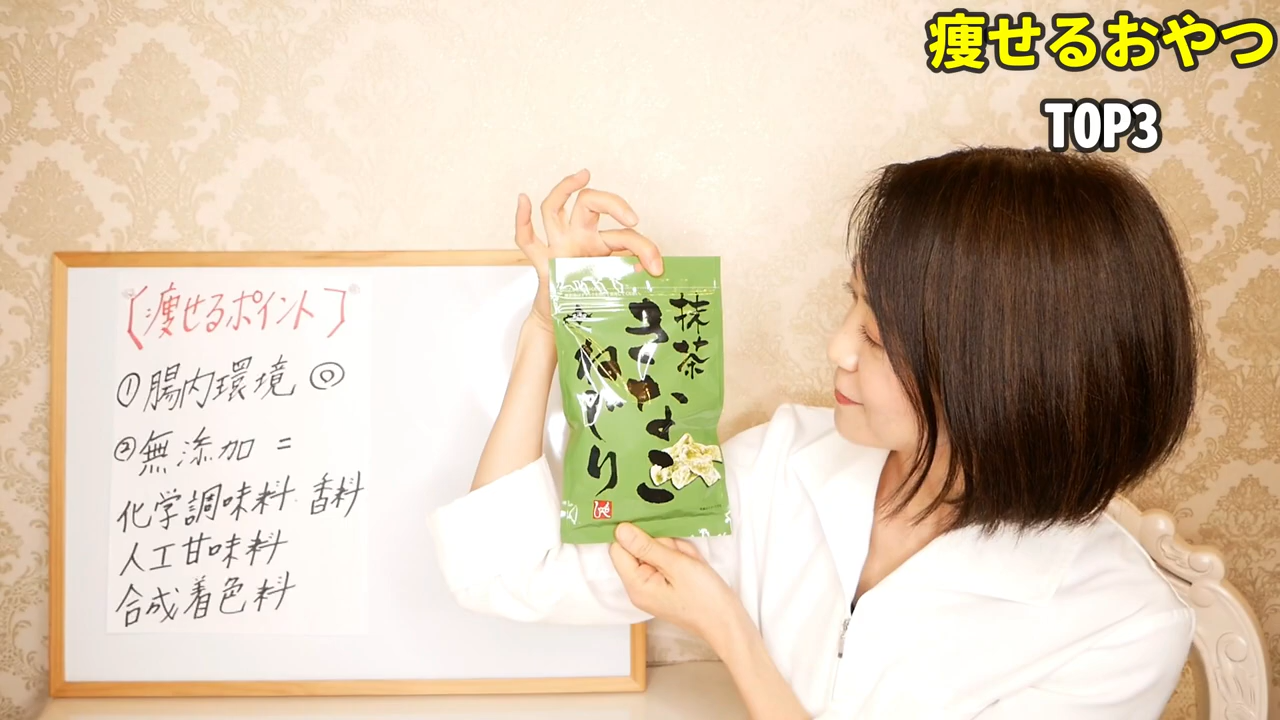 痩せるおやつ
TOP3
【痩せるポイント】
①腸内環境 ◎
②無添加 =
化学調味料・香料
人工甘味料
合成着色料
抹茶
きなこ
ねじり